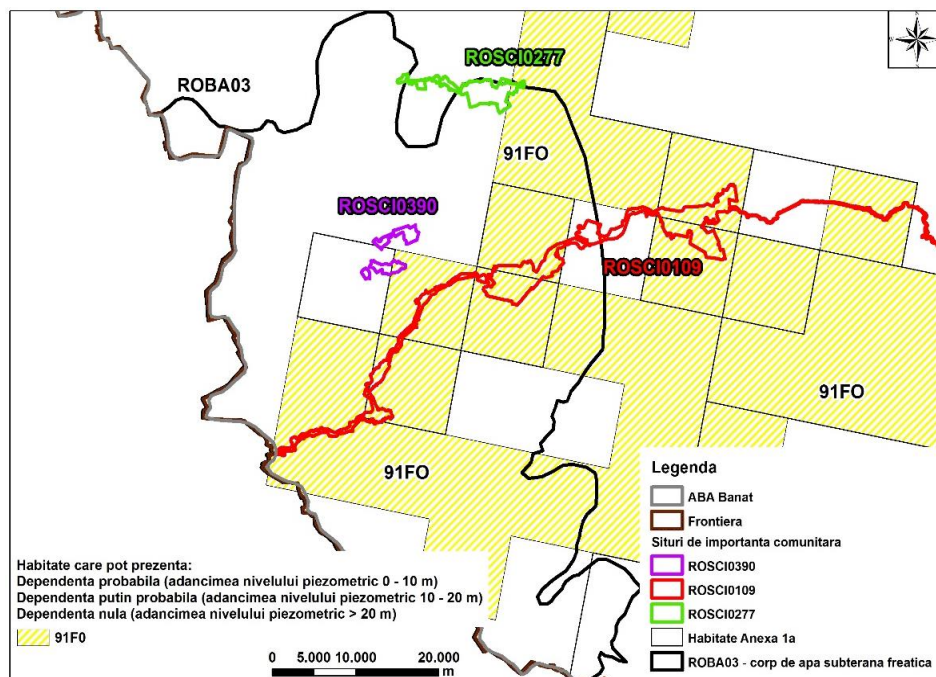 ROSCI0277
ROBA03
91FO
ROSCI0390
ROSCI0109
91FO
91FO
Habitate care pot prezenta:
Dependenta probabila (adancimea nivelului piezometric 0 - 10 m)
Dependenta putin probabila (adancimea nivelului piezometric 10 - 20 m)
Dependenta nula (adancimea nivelului piezometric > 20 m)
91F0
0 5.000 10.000 20.000
m
Legenda
ABA Banat
Frontiera
Situri de importanta comunitara
ROSCI0390
ROSCI0109
ROSCI0277
Habitate Anexa 1a
ROBA03 - corp de apa subterana freatica